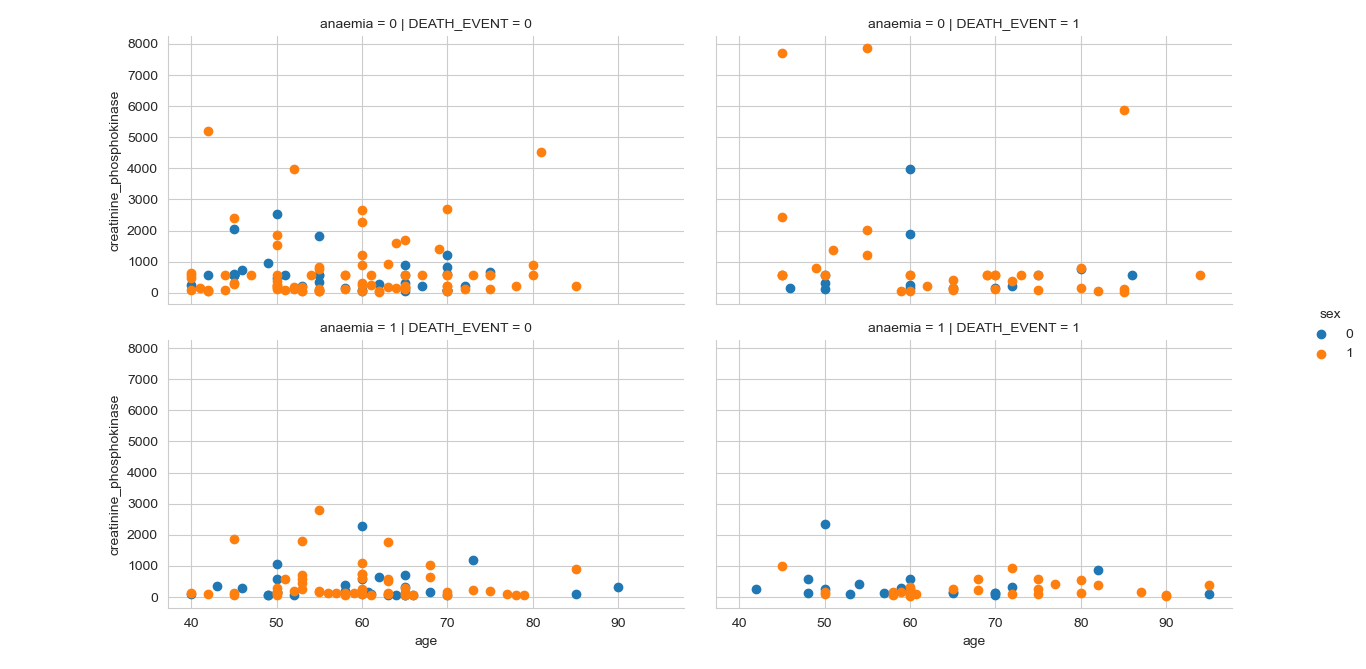 anaemia = 0 | DEATH_EVENT = 0
anaemia = 0 | DEATH_EVENT = 1
8000
7000
6000
5000
4000
3000
2000
1000
0
creatinine_phosphokinase
anaemia = 1 | DEATH_EVENT = 0
anaemia = 1 | DEATH_EVENT = 1
8000
7000
6000
5000
4000
3000
2000
1000
0
creatinine_phosphokinase
40 50 60 70 80 90
age
40 50 60 70 80 90
age
sex
0
1